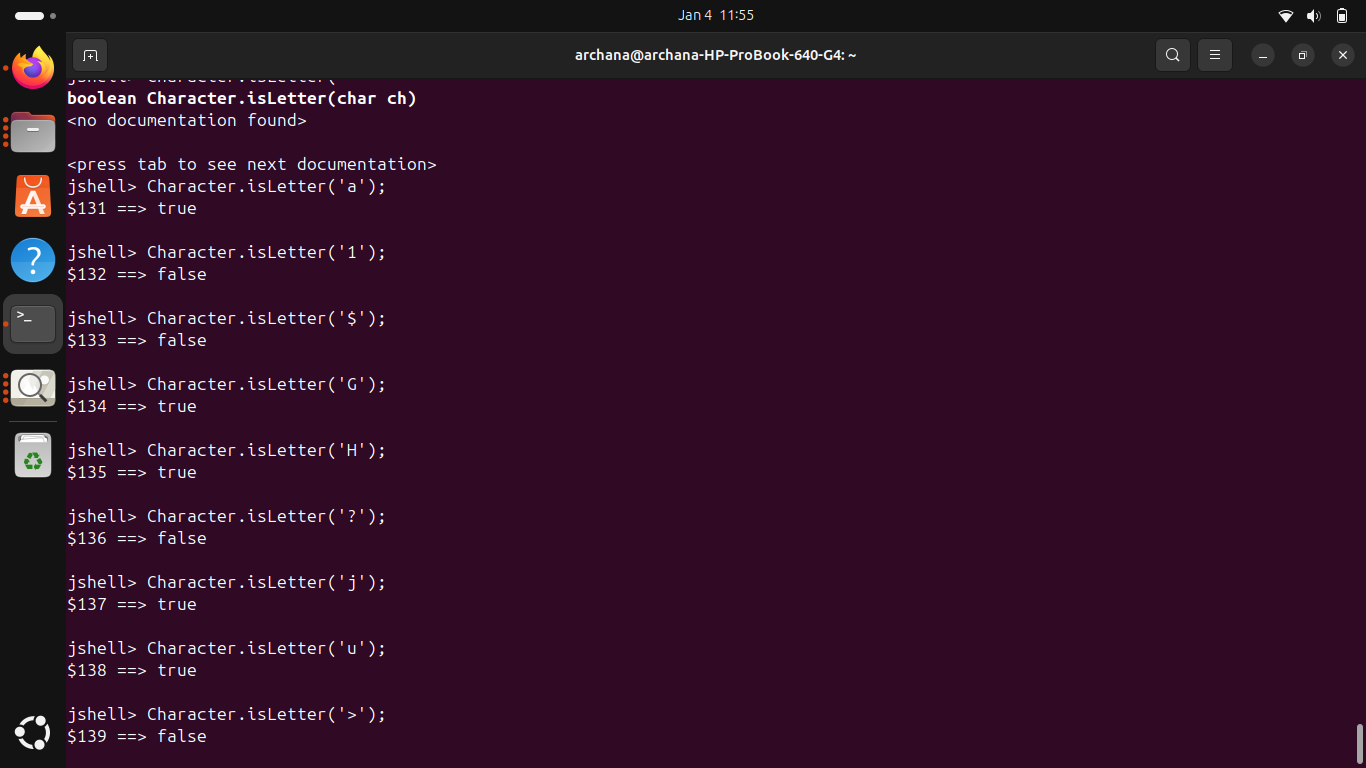 Jan 4 11:55
archana@archana-HP-ProBook-640-G4: ~
jshell> Character.isLetter(
boolean Character.isLetter(char ch)
<no documentation found>
<press tab to see next documentation>
jshell> Character.isLetter('a');
$131 ==> true
jshell> Character.isLetter('1');
$132 ==> false
jshell> Character.isLetter('$');
$133 ==> false
jshell> Character.isLetter('G');
$134 ==> true
jshell> Character.isLetter('H');
$135 ==> true
jshell> Character.isLetter('?');
$136 ==> false
jshell> Character.isLetter('j');
$137 ==> true
jshell> Character.isLetter('u');
$138 ==> true
jshell> Character.isLetter('>');
$139 ==> false